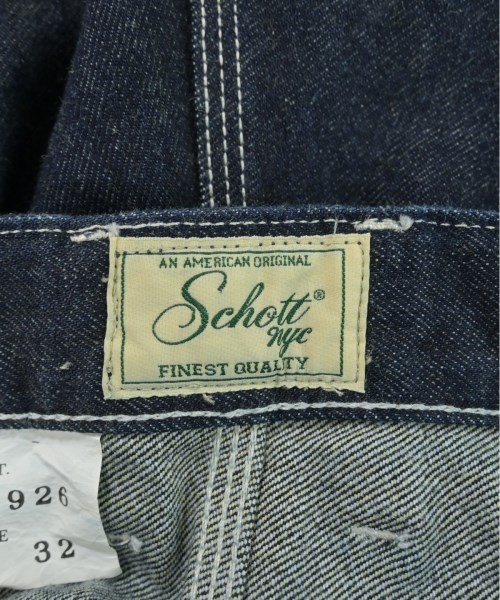 AN AMERICAN ORIGINAL
Schott®
nyc
FINEST QUALITY
T.
926
E
32